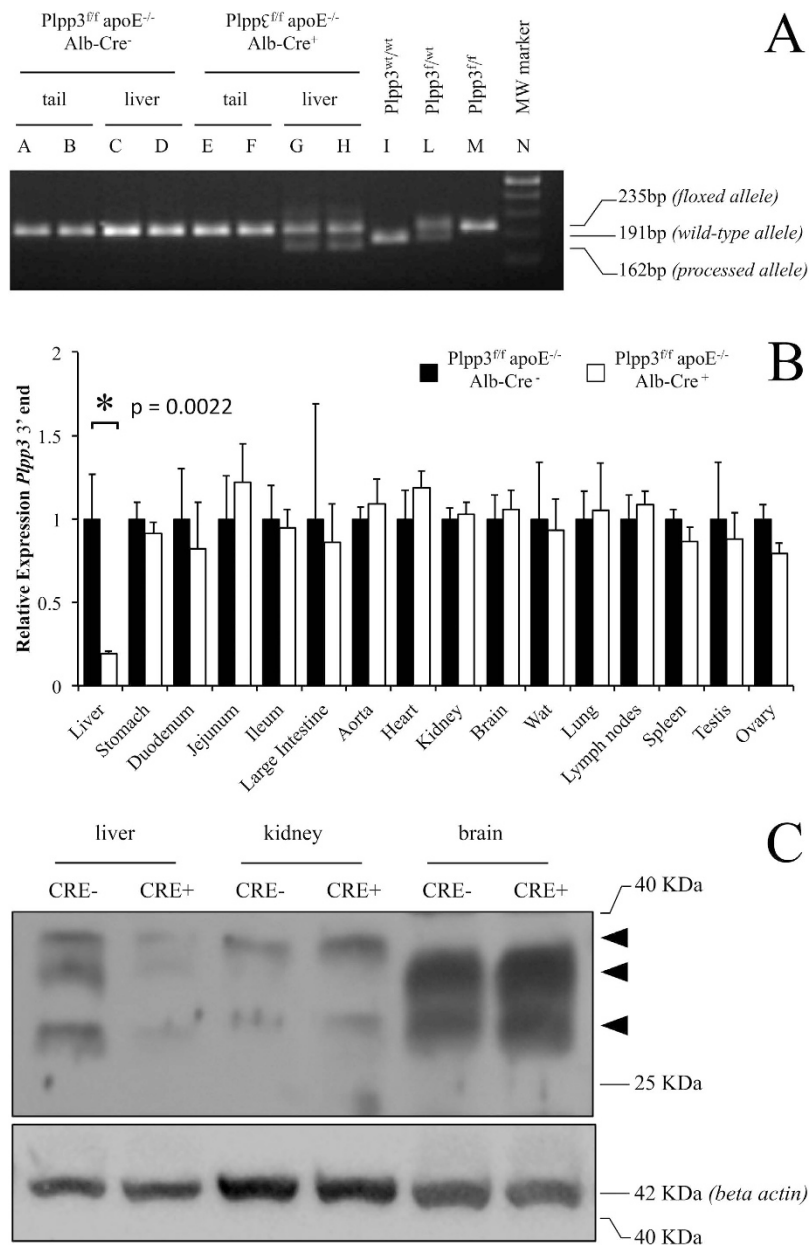 A
Plpp3f/f apoE-/-
Alb-Cre-
PlppƐf/f apoE-/-
Alb-Cre+
tail liver tail liver
Plpp3wt/wt
Plpp3f/wt
Plpp3f/f
MW marker
A B C D E F G H I L M N
235bp (floxed allele)
191bp (wild-type allele)
162bp (processed allele)
B
Relative Expression Plpp3 3' end
2
1.5
1
0.5
0
* p = 0.0022
Plpp3f/f apoE-/-
Alb-Cre-
Plpp3f/f apoE-/-
Alb-Cre+
Liver
Stomach
Duodenum
Jejunum
Ileum
Large Intestine
Aorta
Heart
Kidney
Brain
Wat
Lung
Lymph nodes
Spleen
Testis
Ovary
C
liver kidney brain
CRE- CRE+ CRE- CRE+ CRE- CRE+
40 KDa
25 KDa
42 KDa (beta actin)
40 KDa